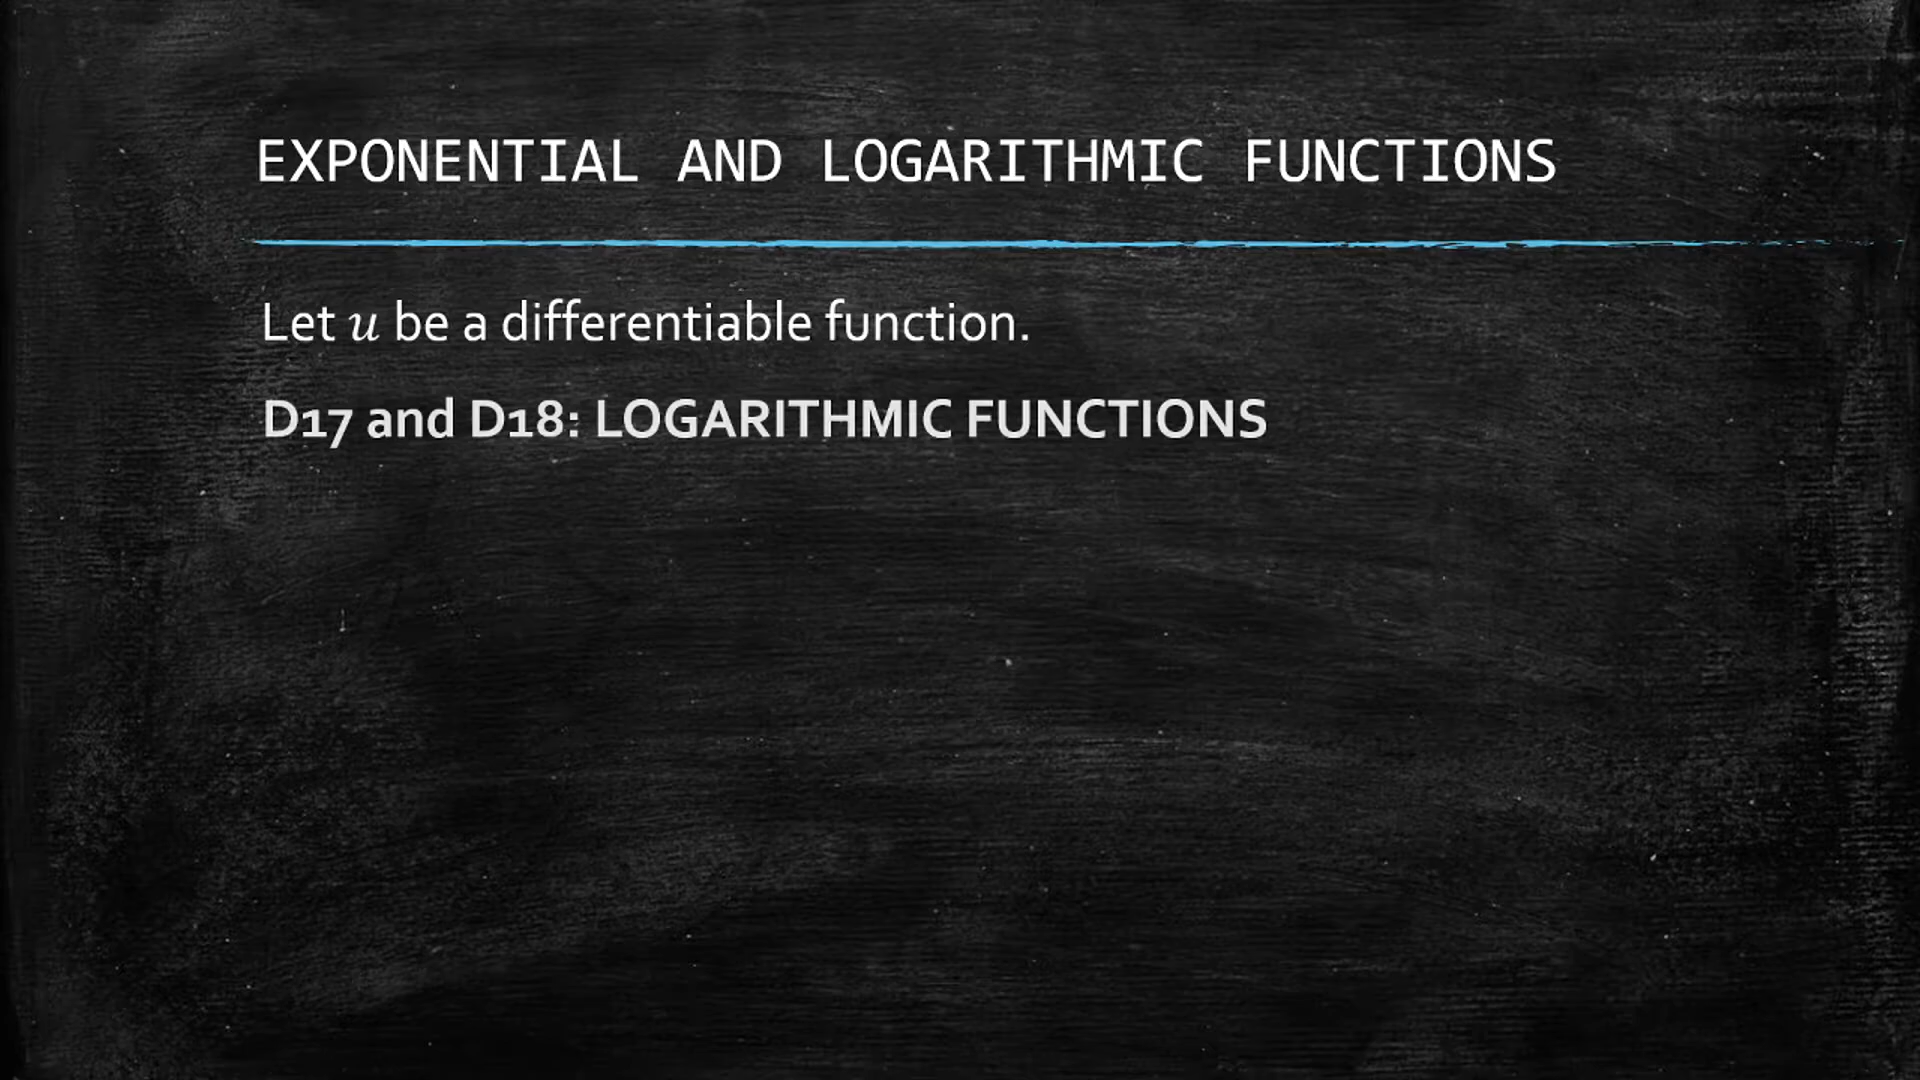 EXPONENTIAL AND LOGARITHMIC FUNCTIONS
Let u be a differentiable function.
D17 and D18: LOGARITHMIC FUNCTIONS